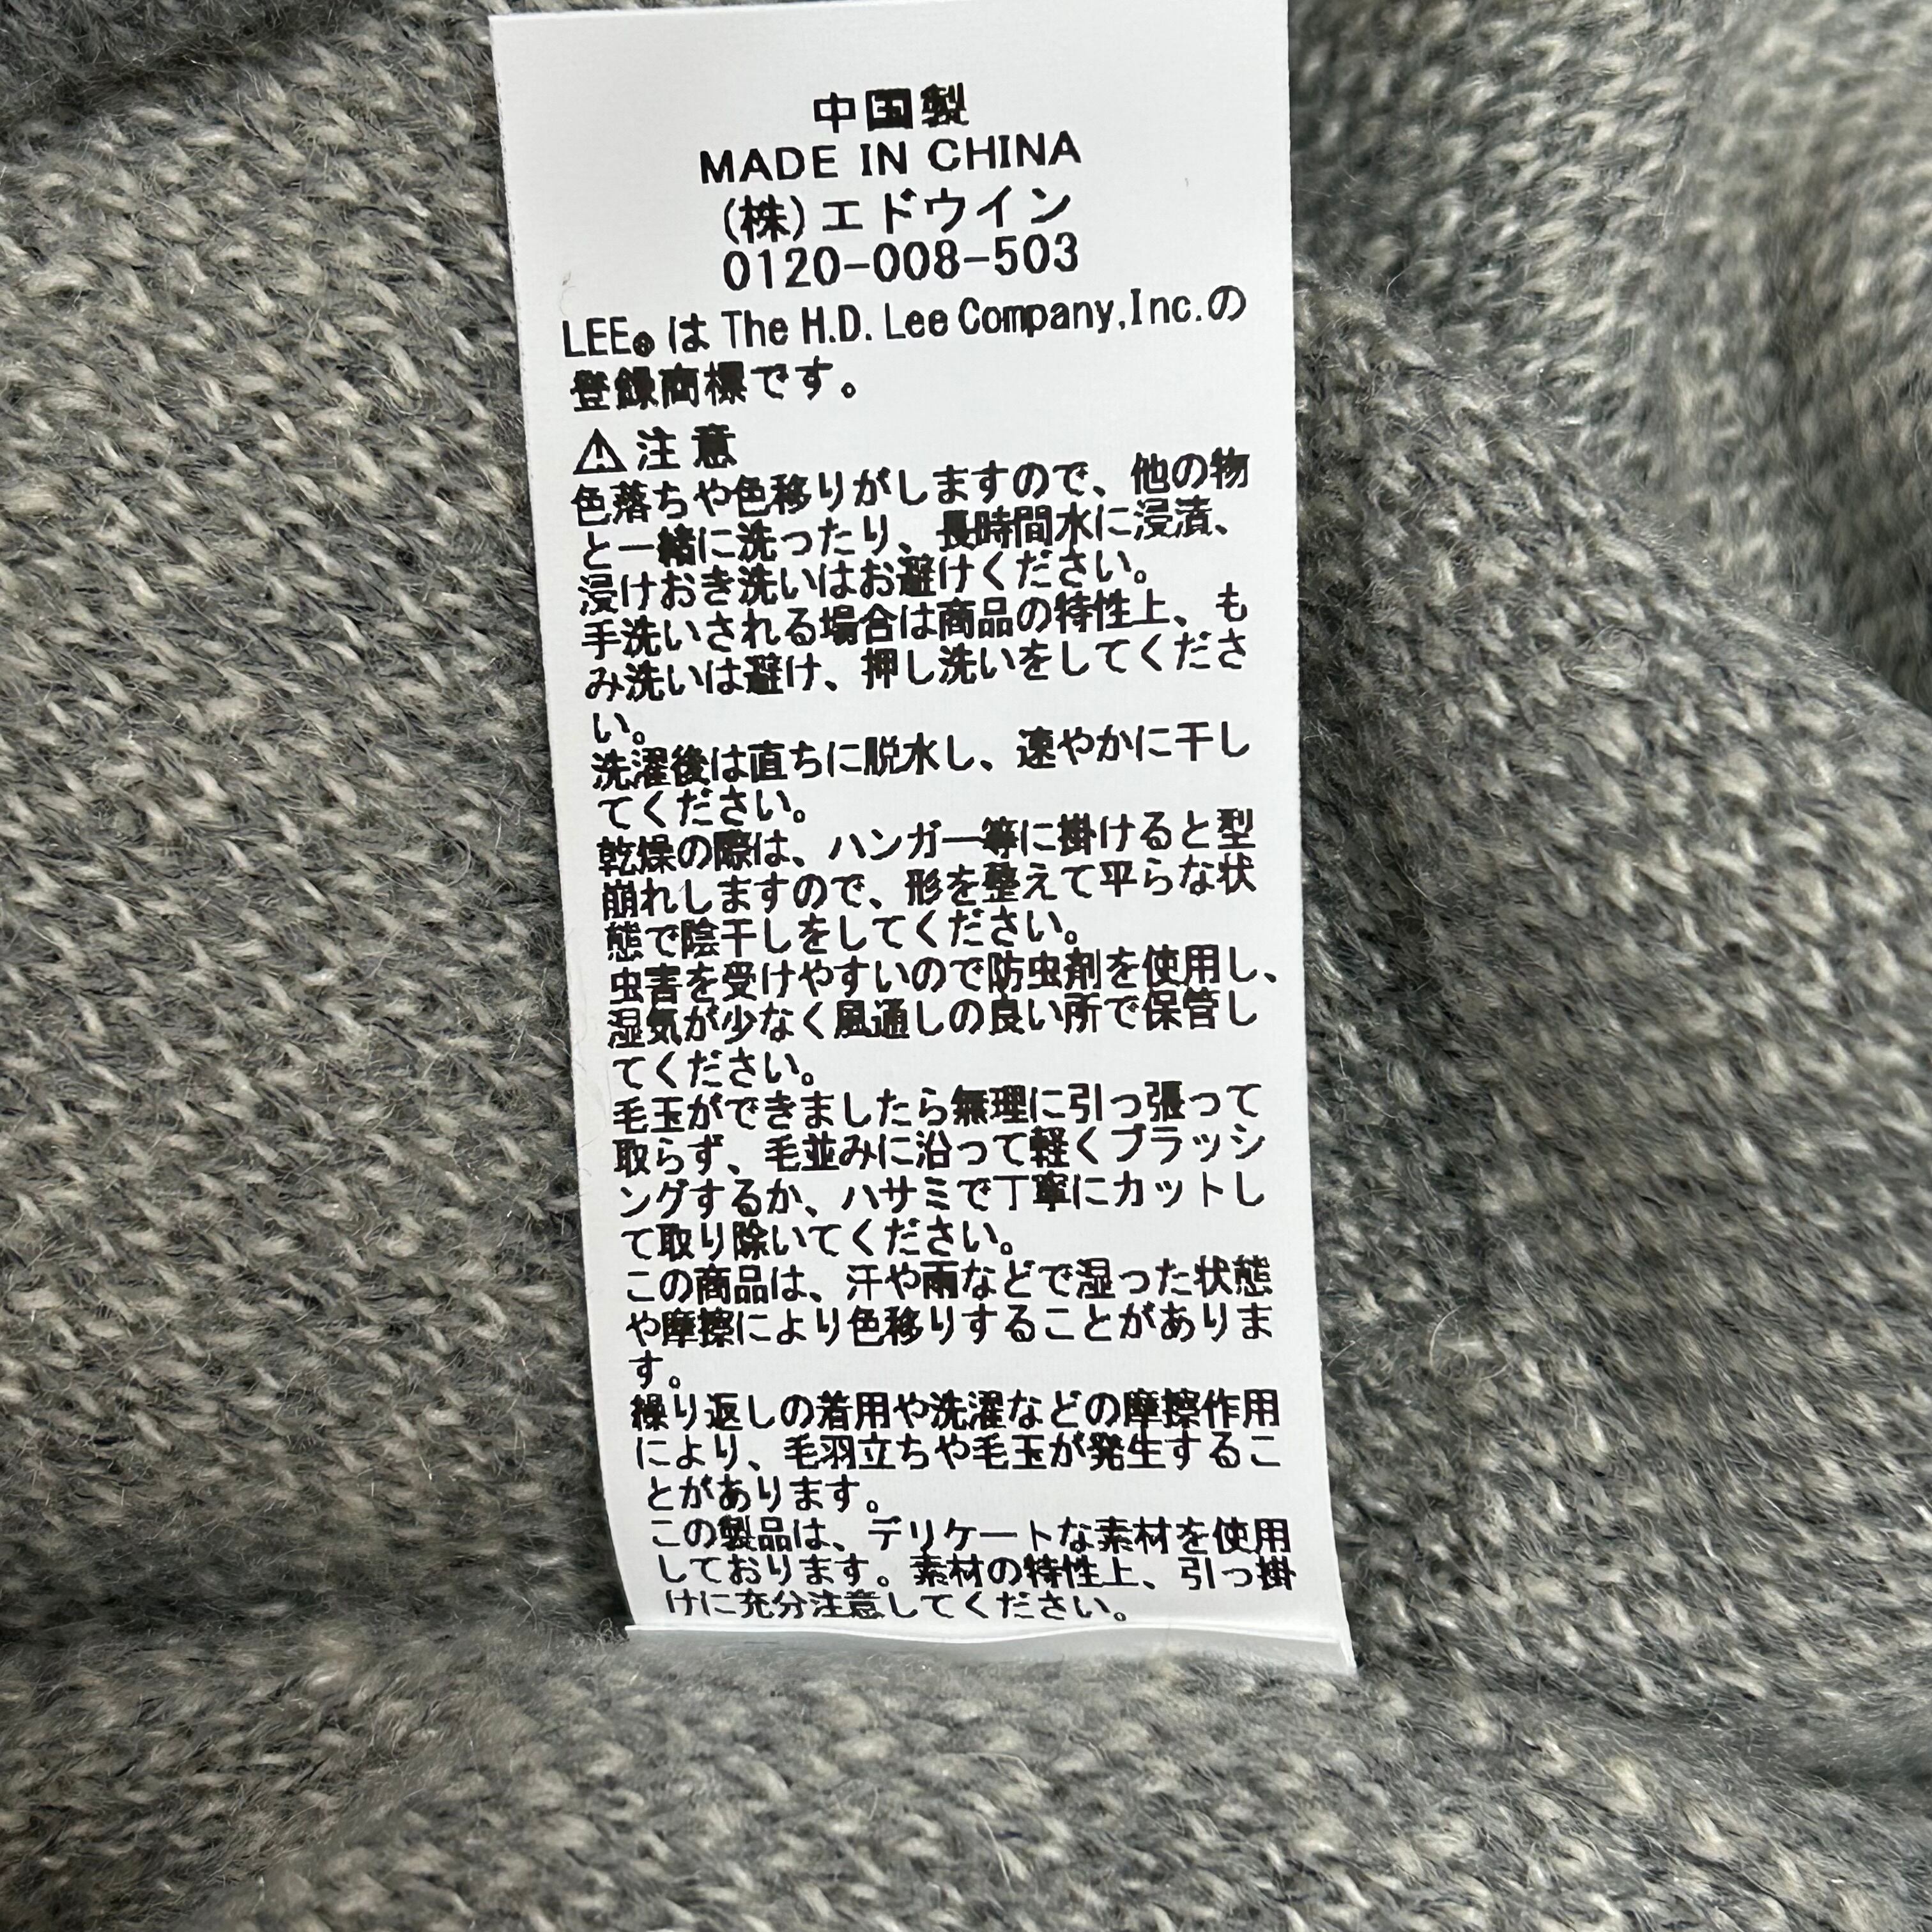 中国製
MADE IN CHINA
(株)エドウイン
0120-008-503
LEE® は The H.D. Lee Company,Inc.の
登録商標です。
⚠注 意
色落ちや色移りがしますので、他の物
と一緒に洗ったり、長時間水に浸漬、
浸けおき洗いはお避けください。
手洗いされる場合は商品の特性上、も
み洗いは避け、押し洗いをしてくださ
い。
洗濯後は直ちに脱水し、速やかに干し
てください。
乾燥の際は、ハンガー等に掛けると型
崩れしますので、形を整えて平らな状
態で陰干しをしてください。
虫害を受けやすいので防虫剤を使用し、
湿気が少なく風通しの良い所で保管し
てください。
毛玉ができましたら無理に引っ張って
取らず、毛並みに沿って軽くブラッシ
ングするか、ハサミで丁寧にカットし
て取り除いてください。
この商品は、汗や雨などで湿った状態
や摩擦により色移りすることがありま
す。
繰り返しの着用や洗濯などの摩擦作用
により、毛羽立ちや毛玉が発生するこ
とがあります。
この製品は、デリケートな素材を使用
しております。素材の特性上、引っ掛
けに充分注意してください。